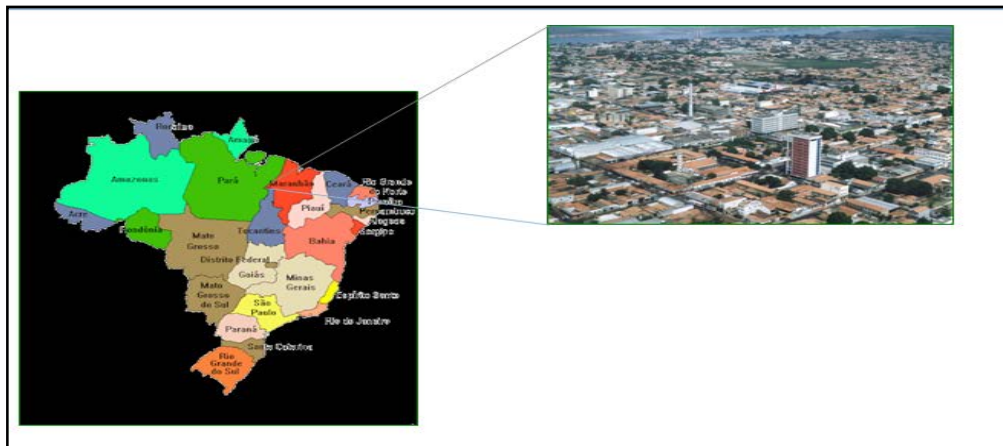 Roraima
Amapá
Amazonas
Pará
Maranhão
Ceará
Rio Grande
do Norte
Piauí
Pernambuco
Alagoas
Sergipe
Acre
Rondônia
Mato
Grosso
Tocantins
Bahia
Distrito Federal
Goiás
Minas
Gerais
Mato
Grosso
do Sul
Espírito Santo
São
Paulo
Rio de Janeiro
Paraná
Santa Catarina
Rio
Grande
do Sul